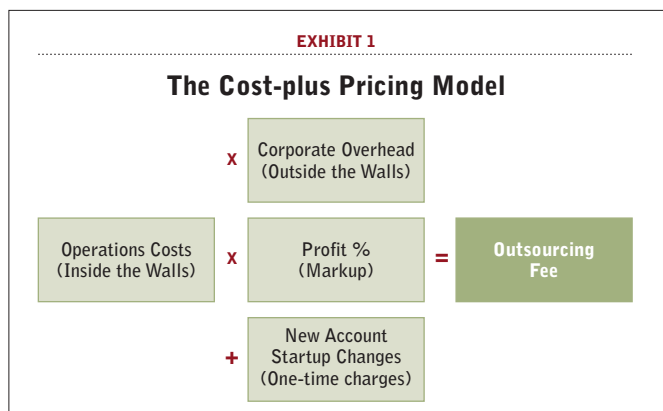 EXHIBIT 1
The Cost-plus Pricing Model
x
Corporate Overhead
(Outside the Walls)
Operations Costs
(Inside the Walls)
x
Profit %
(Markup)
=
Outsourcing
Fee
+
New Account
Startup Changes
(One-time charges)